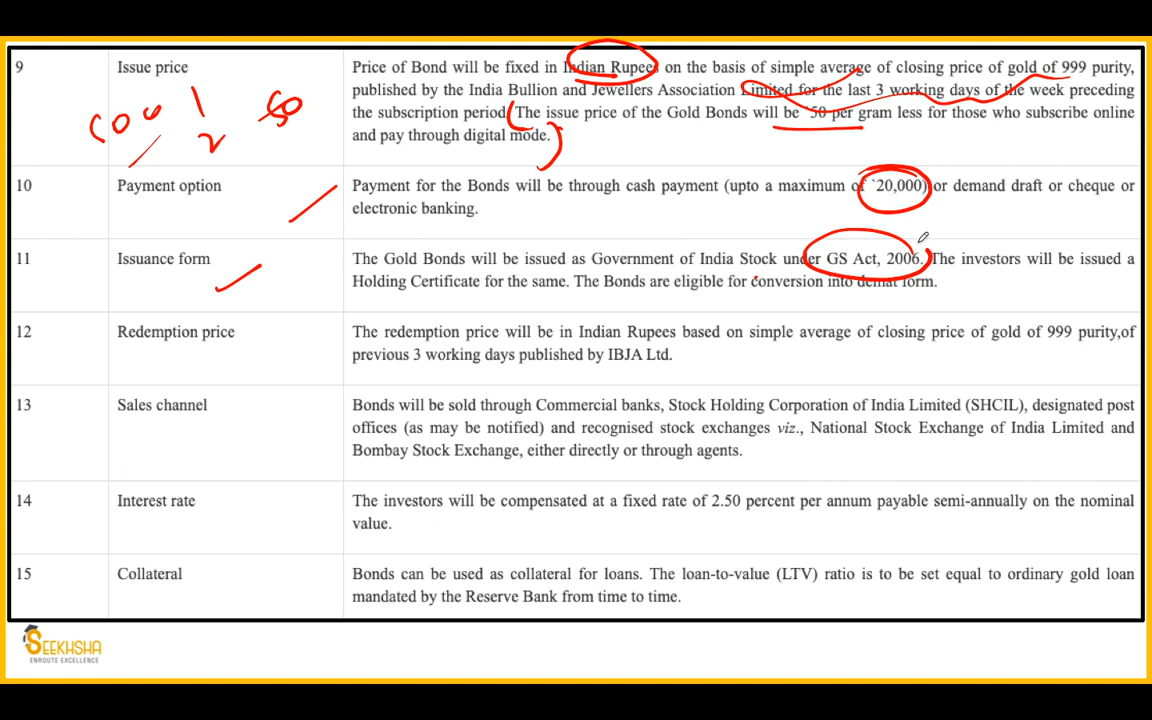 9 Issue price Price of Bond will be fixed in Indian Rupees on the basis of simple average of closing price of gold of 999 purity,
published by the India Bullion and Jewellers Association Limited for the last 3 working days of the week preceding
the subscription period. The issue price of the Gold Bonds will be `50 per gram less for those who subscribe online
and pay through digital mode.
1
50
2
10 Payment option Payment for the Bonds will be through cash payment (upto a maximum of `20,000) or demand draft or cheque or
electronic banking.
11 Issuance form The Gold Bonds will be issued as Government of India Stock under GS Act, 2006. The investors will be issued a
Holding Certificate for the same. The Bonds are eligible for conversion into demat form.
12 Redemption price The redemption price will be in Indian Rupees based on simple average of closing price of gold of 999 purity,of
previous 3 working days published by IBJA Ltd.
13 Sales channel Bonds will be sold through Commercial banks, Stock Holding Corporation of India Limited (SHCIL), designated post
offices (as may be notified) and recognised stock exchanges viz., National Stock Exchange of India Limited and
Bombay Stock Exchange, either directly or through agents.
14 Interest rate The investors will be compensated at a fixed rate of 2.50 percent per annum payable semi-annually on the nominal
value.
15 Collateral Bonds can be used as collateral for loans. The loan-to-value (LTV) ratio is to be set equal to ordinary gold loan
mandated by the Reserve Bank from time to time.
SEEKHSHA
ENROUTE EXCELLENCE